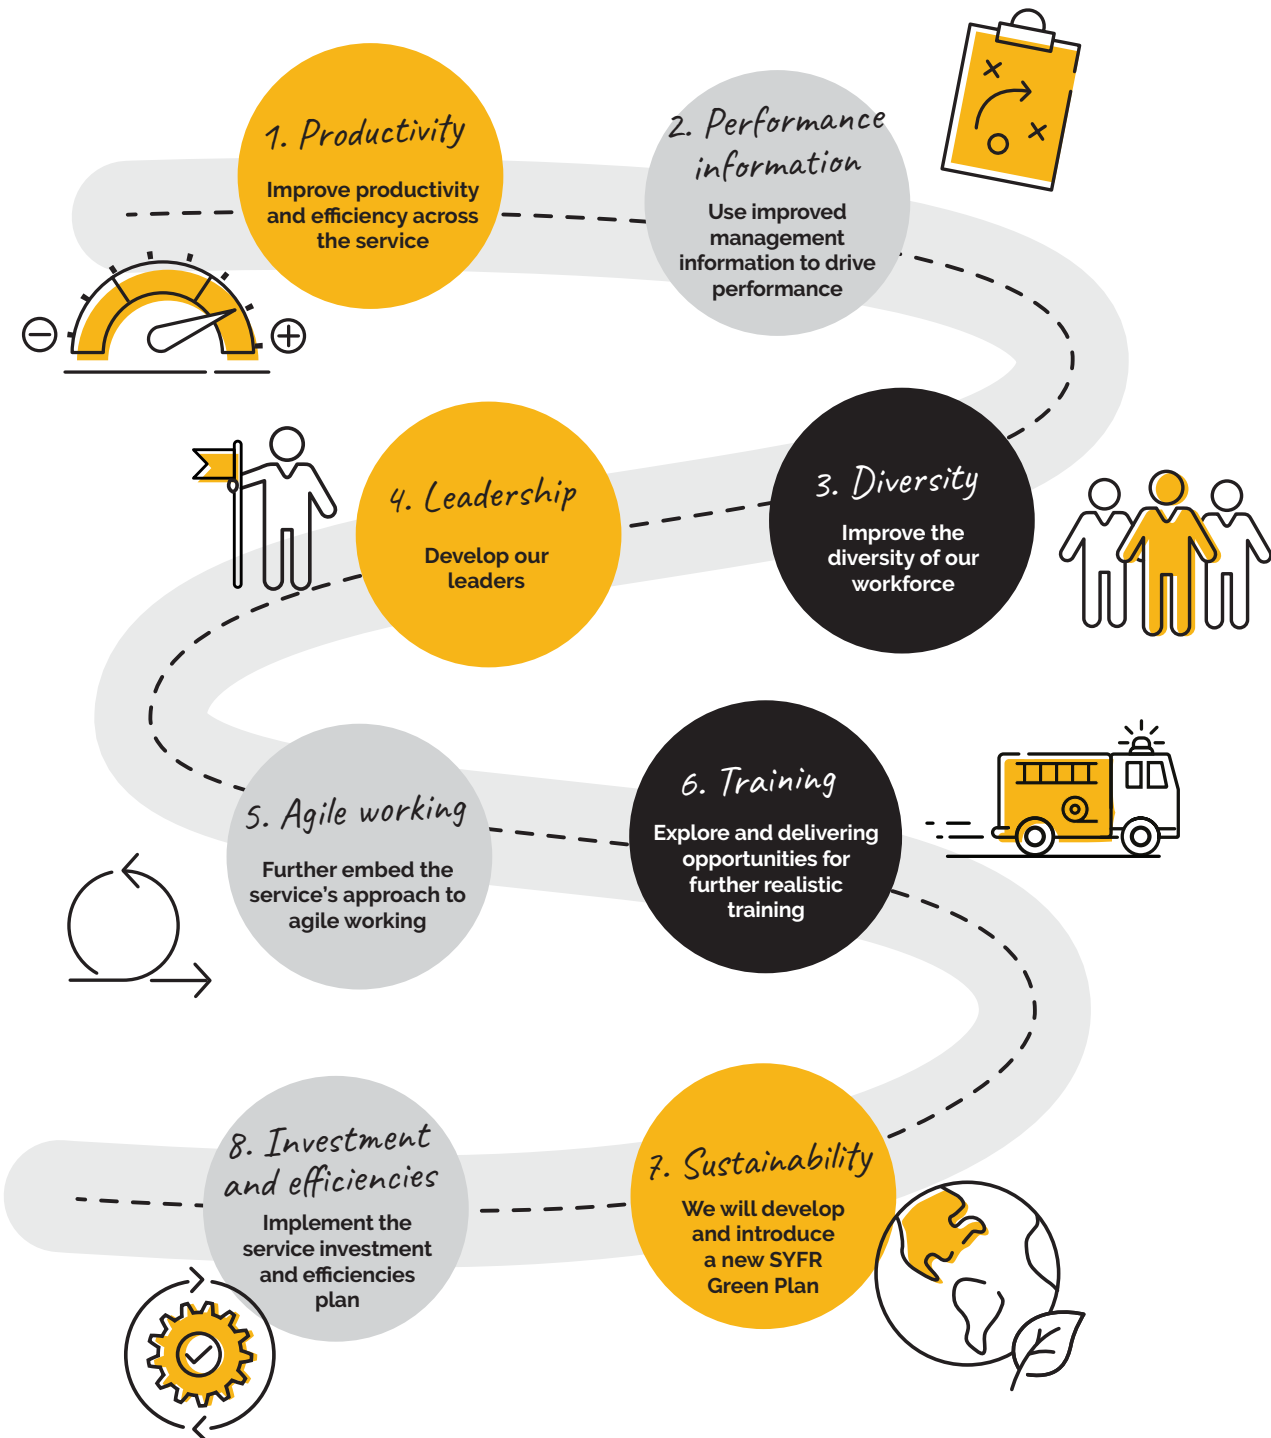 1. Productivity
Improve productivity
and efficiency across
the service
2. Performance
information
Use improved
management
information to drive
performance
3. Diversity
Improve the
diversity of our
workforce
4. Leadership
Develop our
leaders
5. Agile working
Further embed the
service's approach to
agile working
6. Training
Explore and delivering
opportunities for
further realistic
training
7. Sustainability
We will develop
and introduce
a new SYFR
Green Plan
8. Investment
and efficiencies
Implement the
service investment
and efficiencies
plan